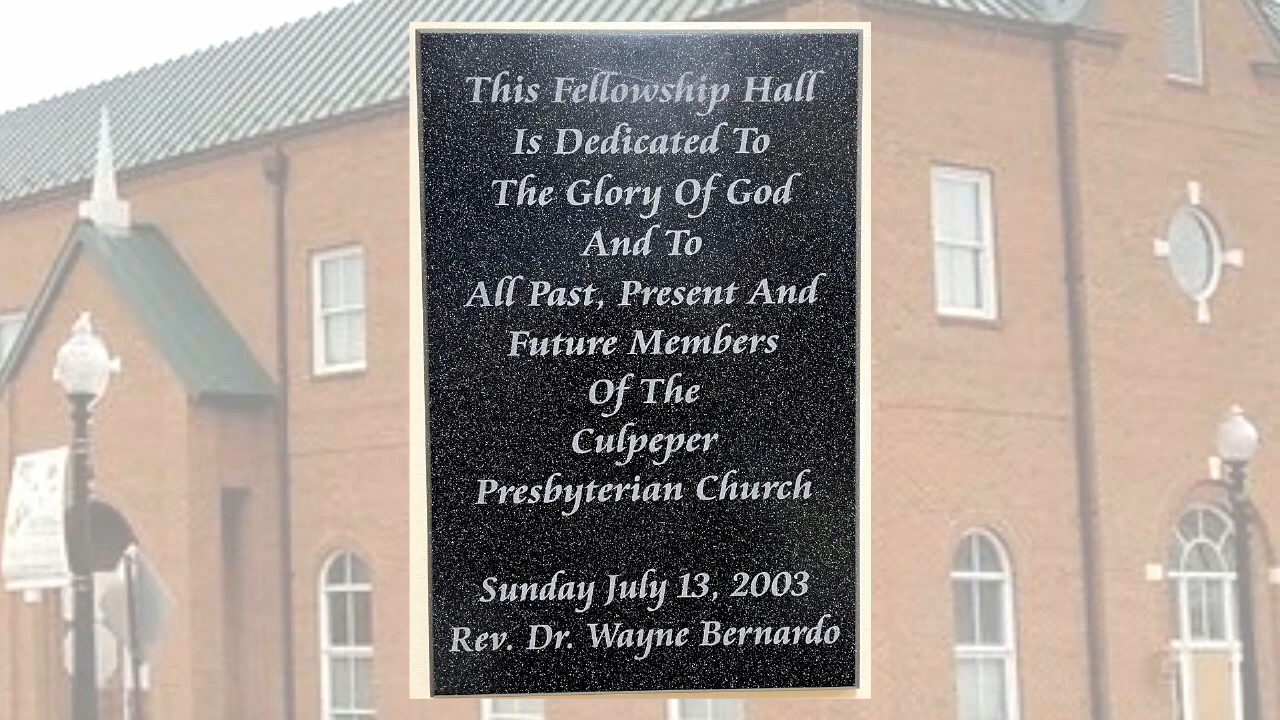 This Fellowship Hall
Is Dedicated To
The Glory Of God
And To
All Past, Present And
Future Members
Of The
Culpeper
Presbyterian Church
Sunday July 13, 2003
Rev. Dr. Wayne Bernardo